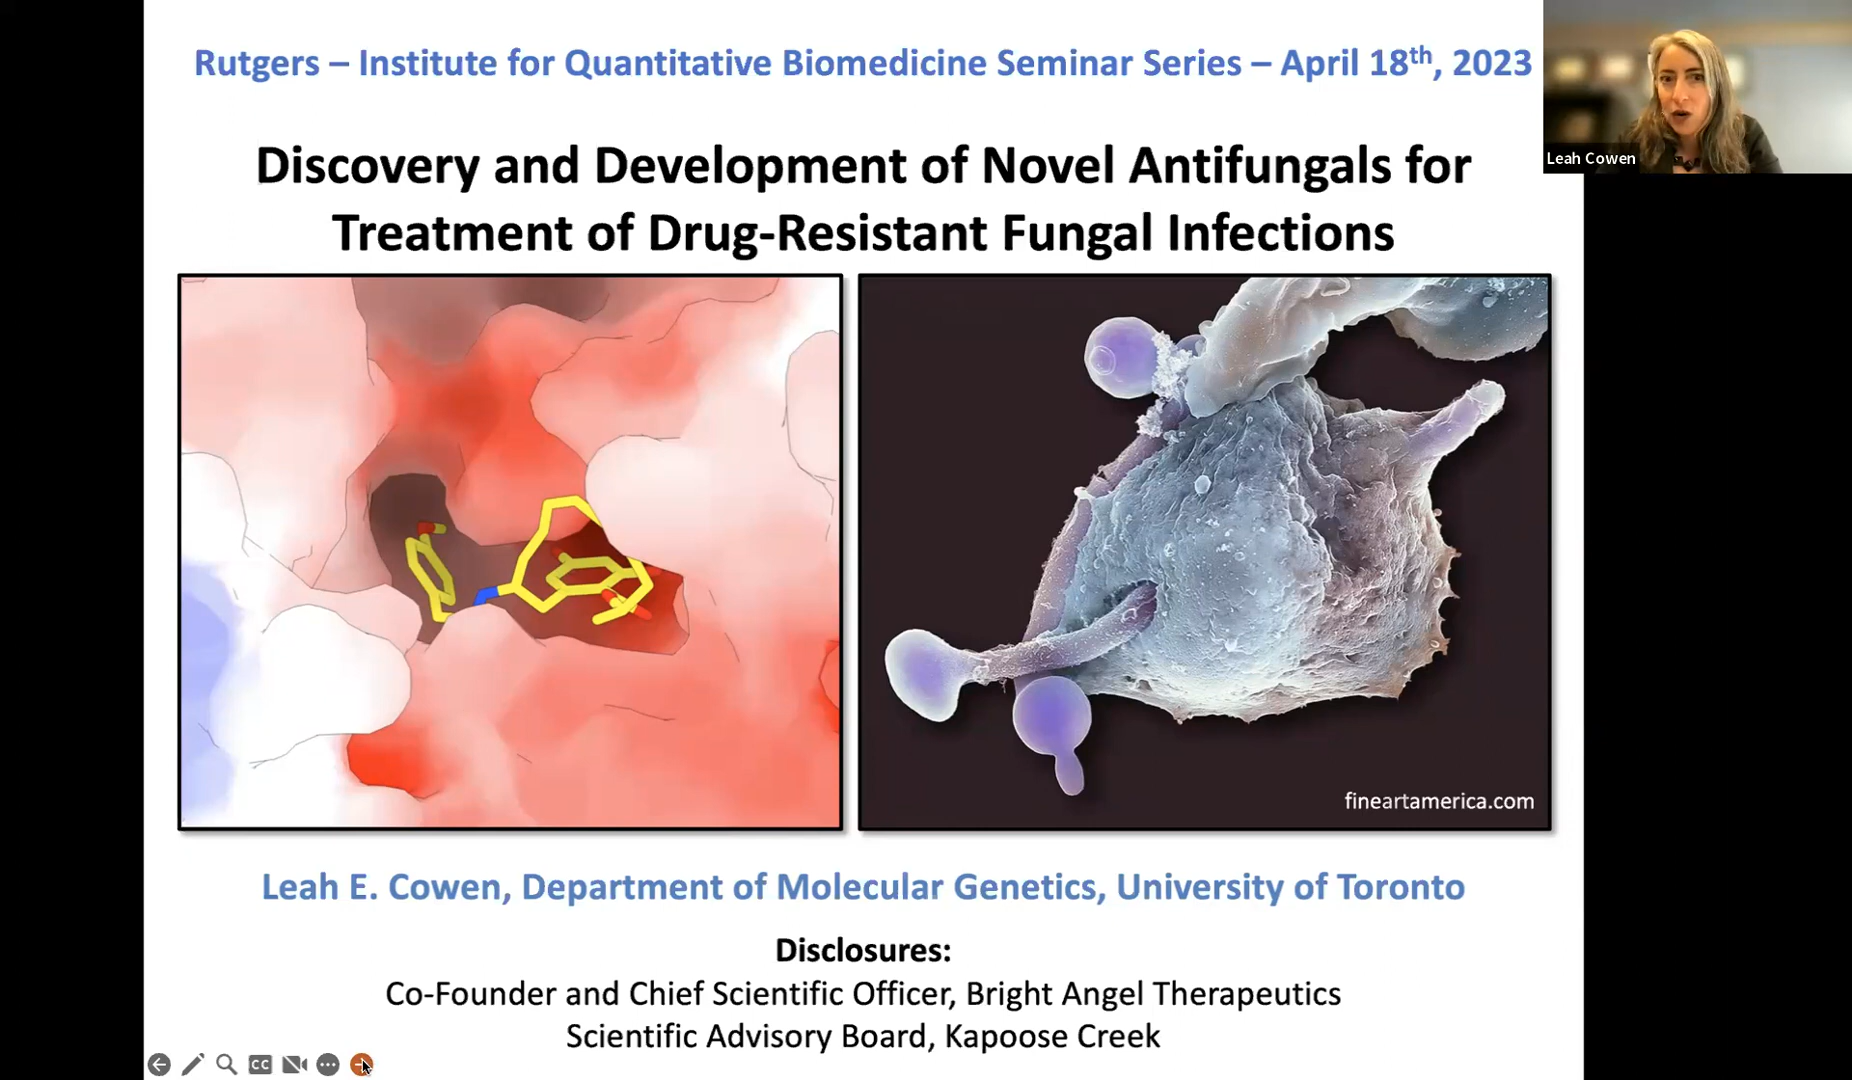 Rutgers – Institute for Quantitative Biomedicine Seminar Series – April 18th, 2023
Leah Cowen
Discovery and Development of Novel Antifungals for
Treatment of Drug-Resistant Fungal Infections
fineartamerica.com
Leah E. Cowen, Department of Molecular Genetics, University of Toronto
Disclosures:
Co-Founder and Chief Scientific Officer, Bright Angel Therapeutics
Scientific Advisory Board, Kapoose Creek
CC